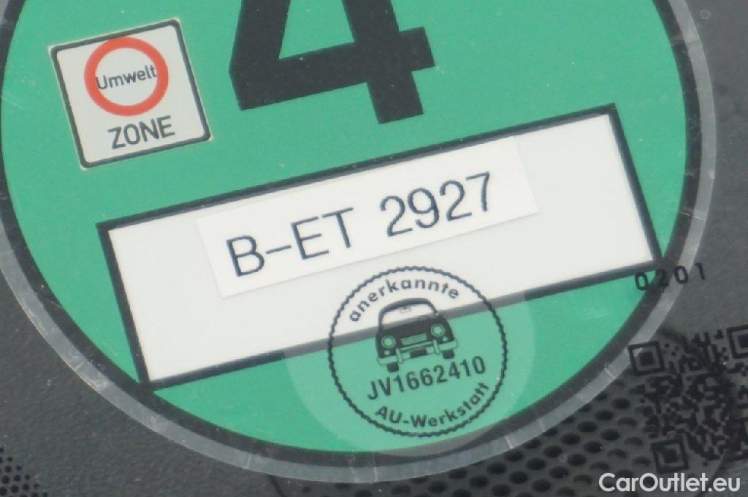 4
Umwelt
ZONE
B-ET 2927
anerkannte
JV1662410
AU-Werkstatt
0201
CarOutlet.eu